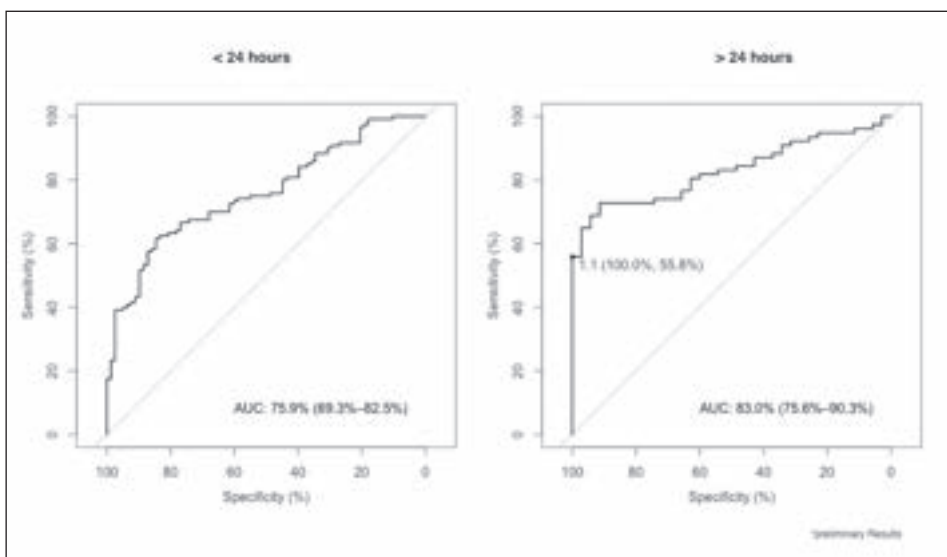 < 24 hours
Sensitivity (%)
100
80
60
40
20
0
AUC: 75.9% (69.3%–82.5%)
100 80 60 40 20 0
Specificity (%)
> 24 hours
Sensitivity (%)
100
80
60
40
20
0
1.1 (100.0%, 55.8%)
AUC: 83.0% (75.6%–90.3%)
100 80 60 40 20 0
Specificity (%)
*preliminary Results